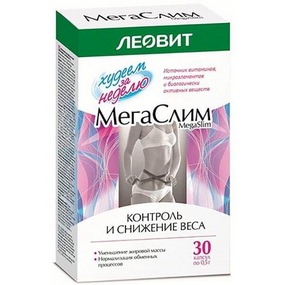 ЛЕОВИТ
худеем
за
неделю
Источник витаминов,
микроэлементов
и биологически
активных веществ
МегаСлим
MegaSlim
КОНТРОЛЬ
И СНИЖЕНИЕ ВЕСА
• Уменьшение жировой массы
• Нормализация обменных
процессов
30
капсул
по 0,5 г